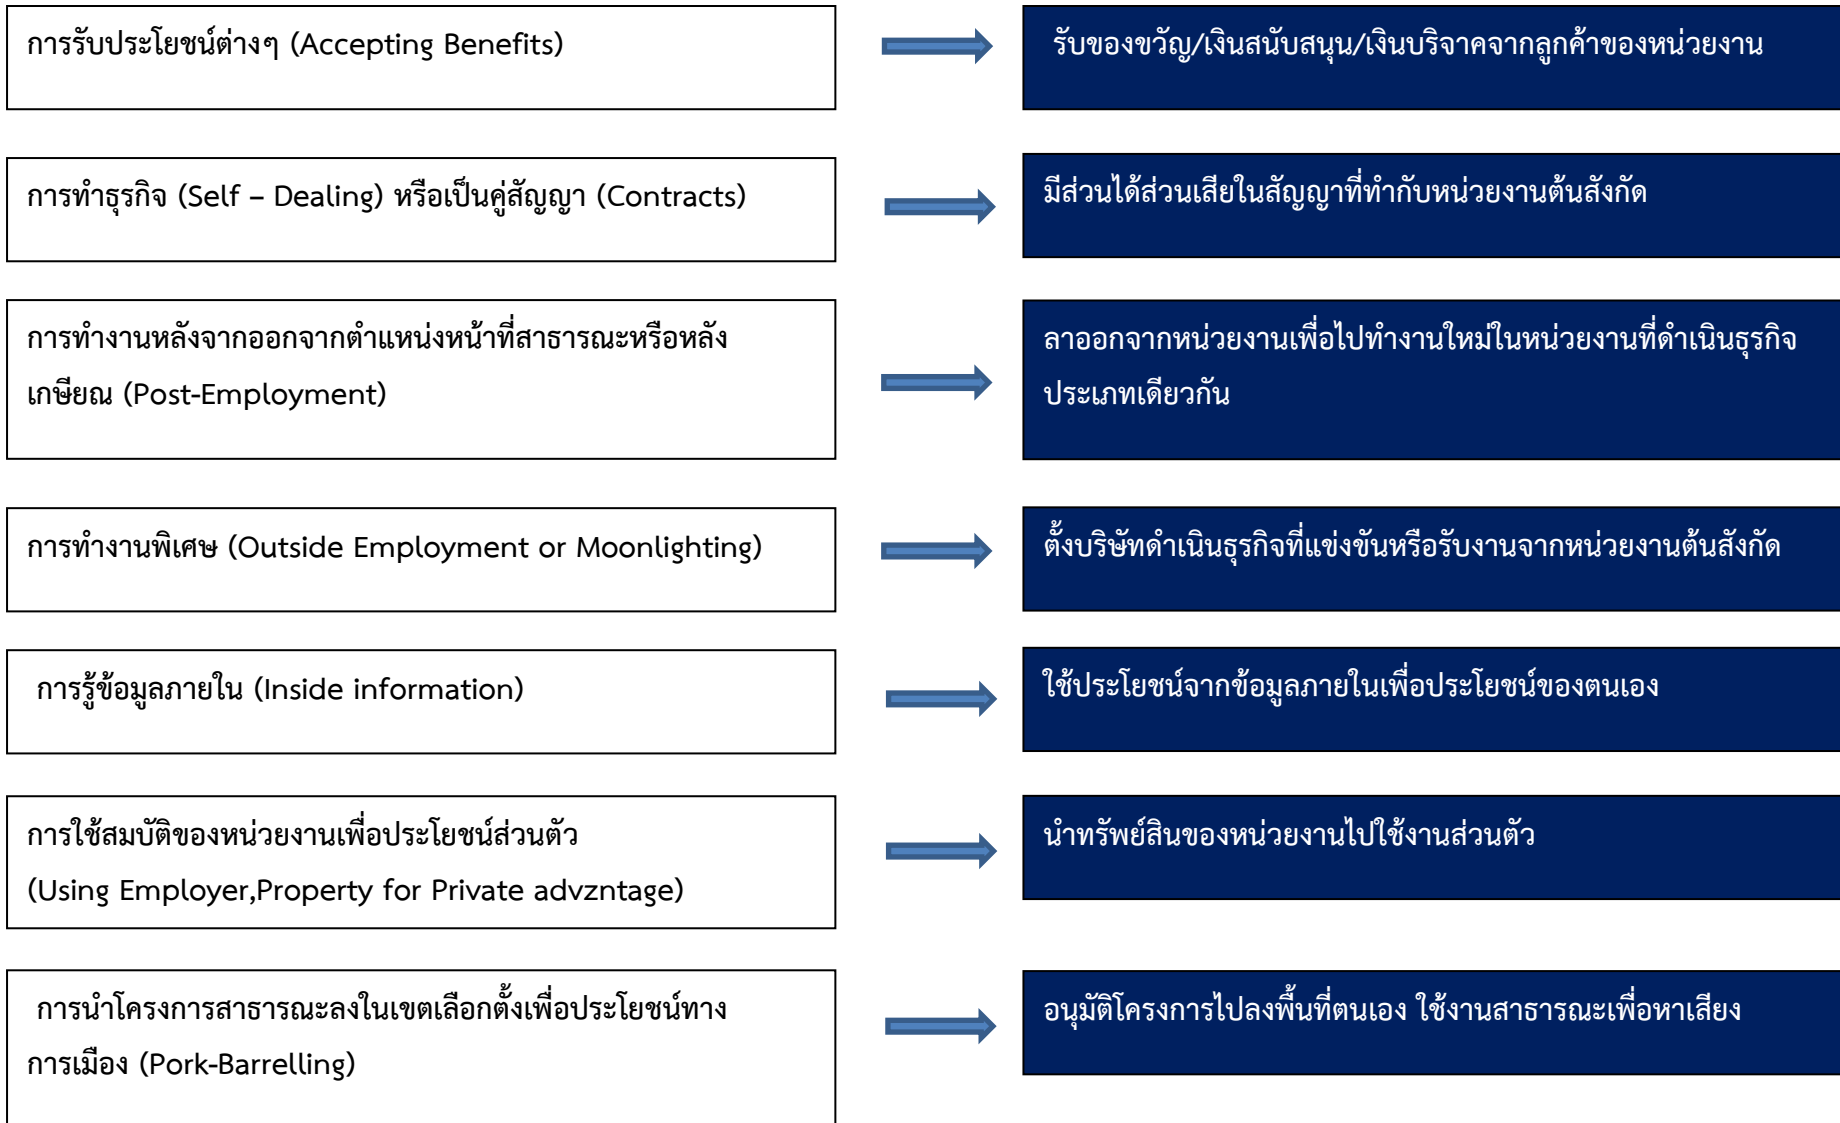 การรับประโยชน์ต่างๆ (Accepting Benefits)
รับของขวัญ/เงินสนับสนุน/เงินบริจาคจากลูกค้าของหน่วยงาน
การทำธุรกิจ (Self – Dealing) หรือเป็นคู่สัญญา (Contracts)
มีส่วนได้ส่วนเสียในสัญญาที่ทำกับหน่วยงานต้นสังกัด
การทำงานหลังจากออกจากตำแหน่งหน้าที่สาธารณะหรือหลัง
เกษียณ (Post-Employment)
ลาออกจากหน่วยงานเพื่อไปทำงานใหม่ในหน่วยงานที่ดำเนินธุรกิจ
ประเภทเดียวกัน
การทำงานพิเศษ (Outside Employment or Moonlighting)
ตั้งบริษัทดำเนินธุรกิจที่แข่งขันหรือรับงานจากหน่วยงานต้นสังกัด
การรู้ข้อมูลภายใน (Inside information)
ใช้ประโยชน์จากข้อมูลภายในเพื่อประโยชน์ของตนเอง
การใช้สมบัติของหน่วยงานเพื่อประโยชน์ส่วนตัว
(Using Employer,Property for Private advzntage)
นำทรัพย์สินของหน่วยงานไปใช้งานส่วนตัว
การนำโครงการสาธารณะลงในเขตเลือกตั้งเพื่อประโยชน์ทาง
การเมือง (Pork-Barrelling)
อนุมัติโครงการไปลงพื้นที่ตนเอง ใช้งานสาธารณะเพื่อหาเสียง